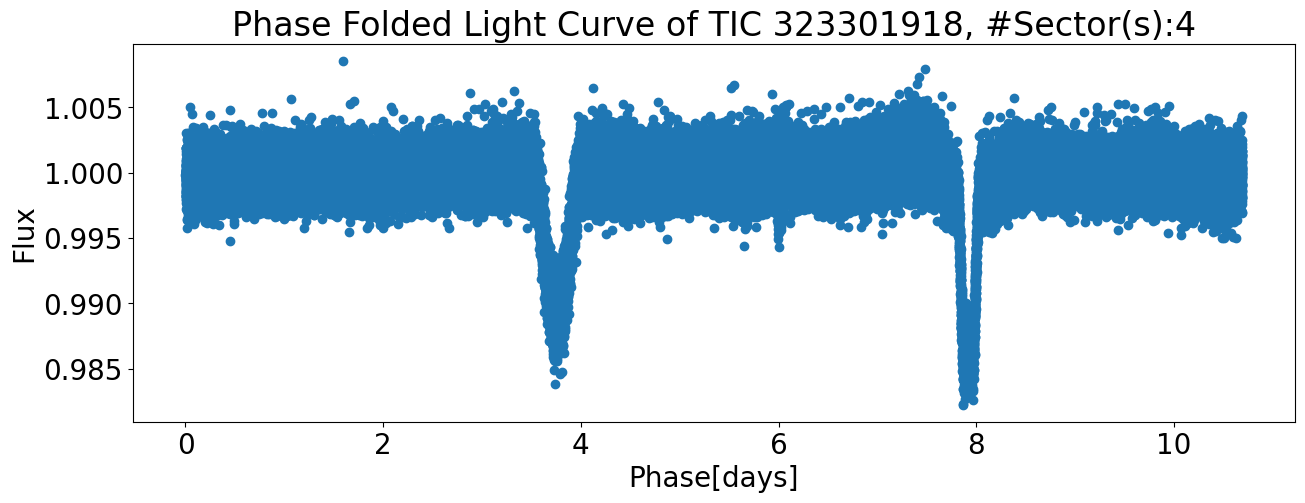 Phase Folded Light Curve of TIC 323301918, #Sector(s):4
1.005
1.000
0.995
0.990
0.985
Flux
0 2 4 6 8 10
Phase[days]